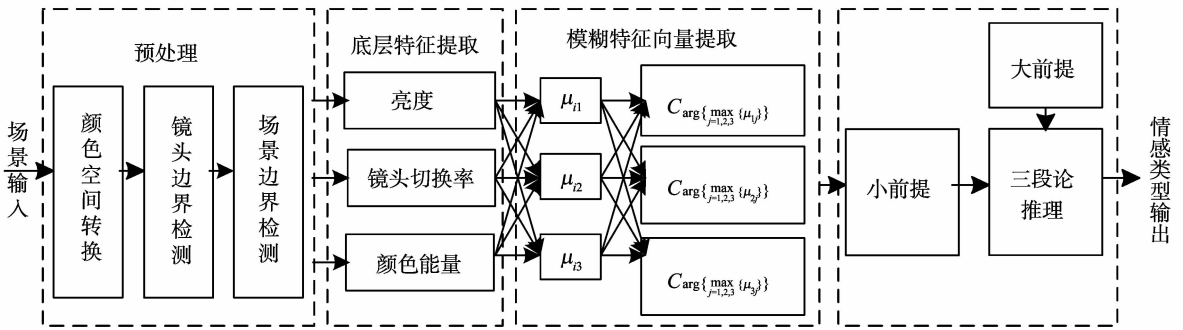 场景输入
预处理
颜色空间转换
镜头边界检测
场景边界检测
底层特征提取
亮度
镜头切换率
颜色能量
模糊特征向量提取
μi1
μi2
μi3
Carg{max{μ1j}}
j=1,2,3
Carg{max{μ2j}}
j=1,2,3
Carg{max{μ3j}}
j=1,2,3
小前提
大前提
三段论
推理
情感类型输出